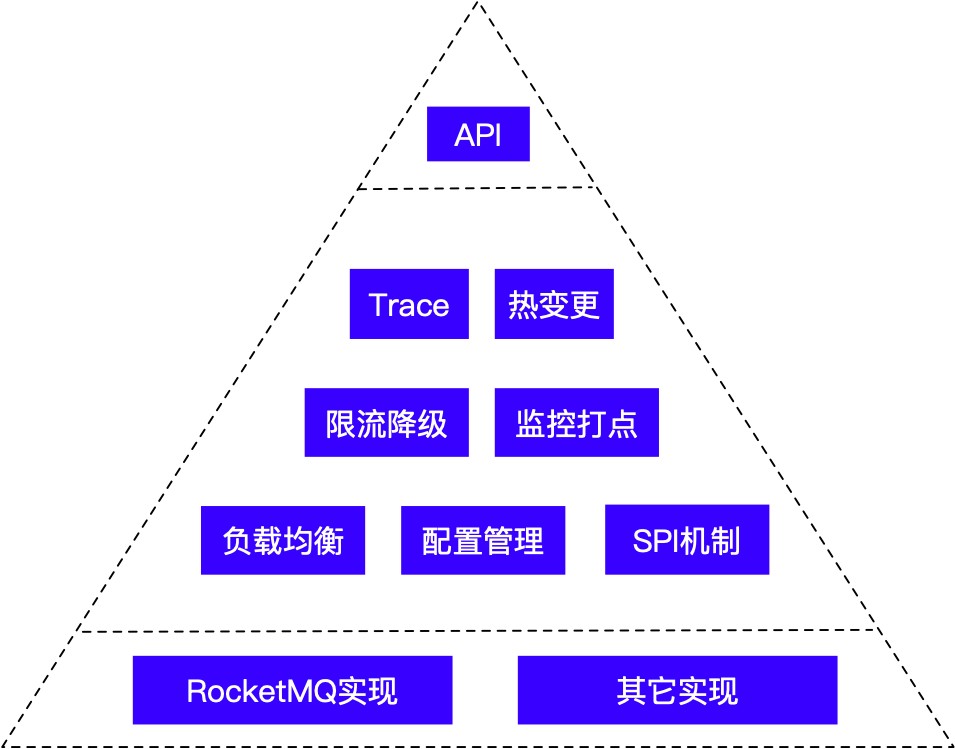 API
Trace
热变更
限流降级
监控打点
负载均衡
配置管理
SPI机制
RocketMQ实现
其它实现